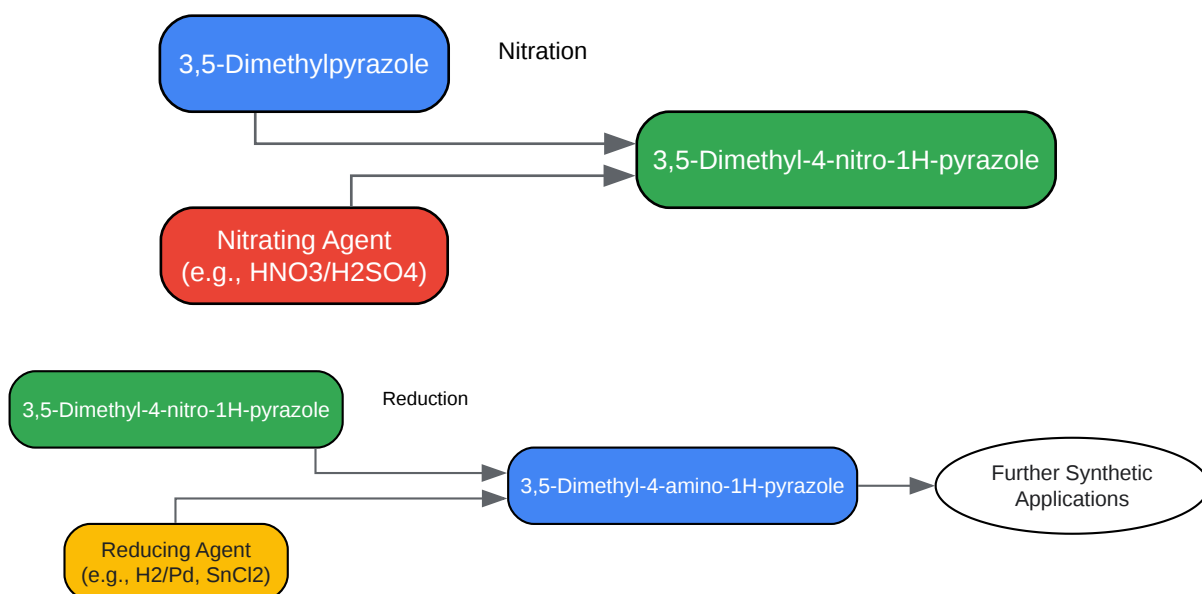 3,5-Dimethylpyrazole
Nitration
3,5-Dimethyl-4-nitro-1H-pyrazole
Nitrating Agent
(e.g., HNO3/H2SO4)
3,5-Dimethyl-4-nitro-1H-pyrazole
Reduction
3,5-Dimethyl-4-amino-1H-pyrazole
Further Synthetic
Applications
Reducing Agent
(e.g., H2/Pd, SnCl2)